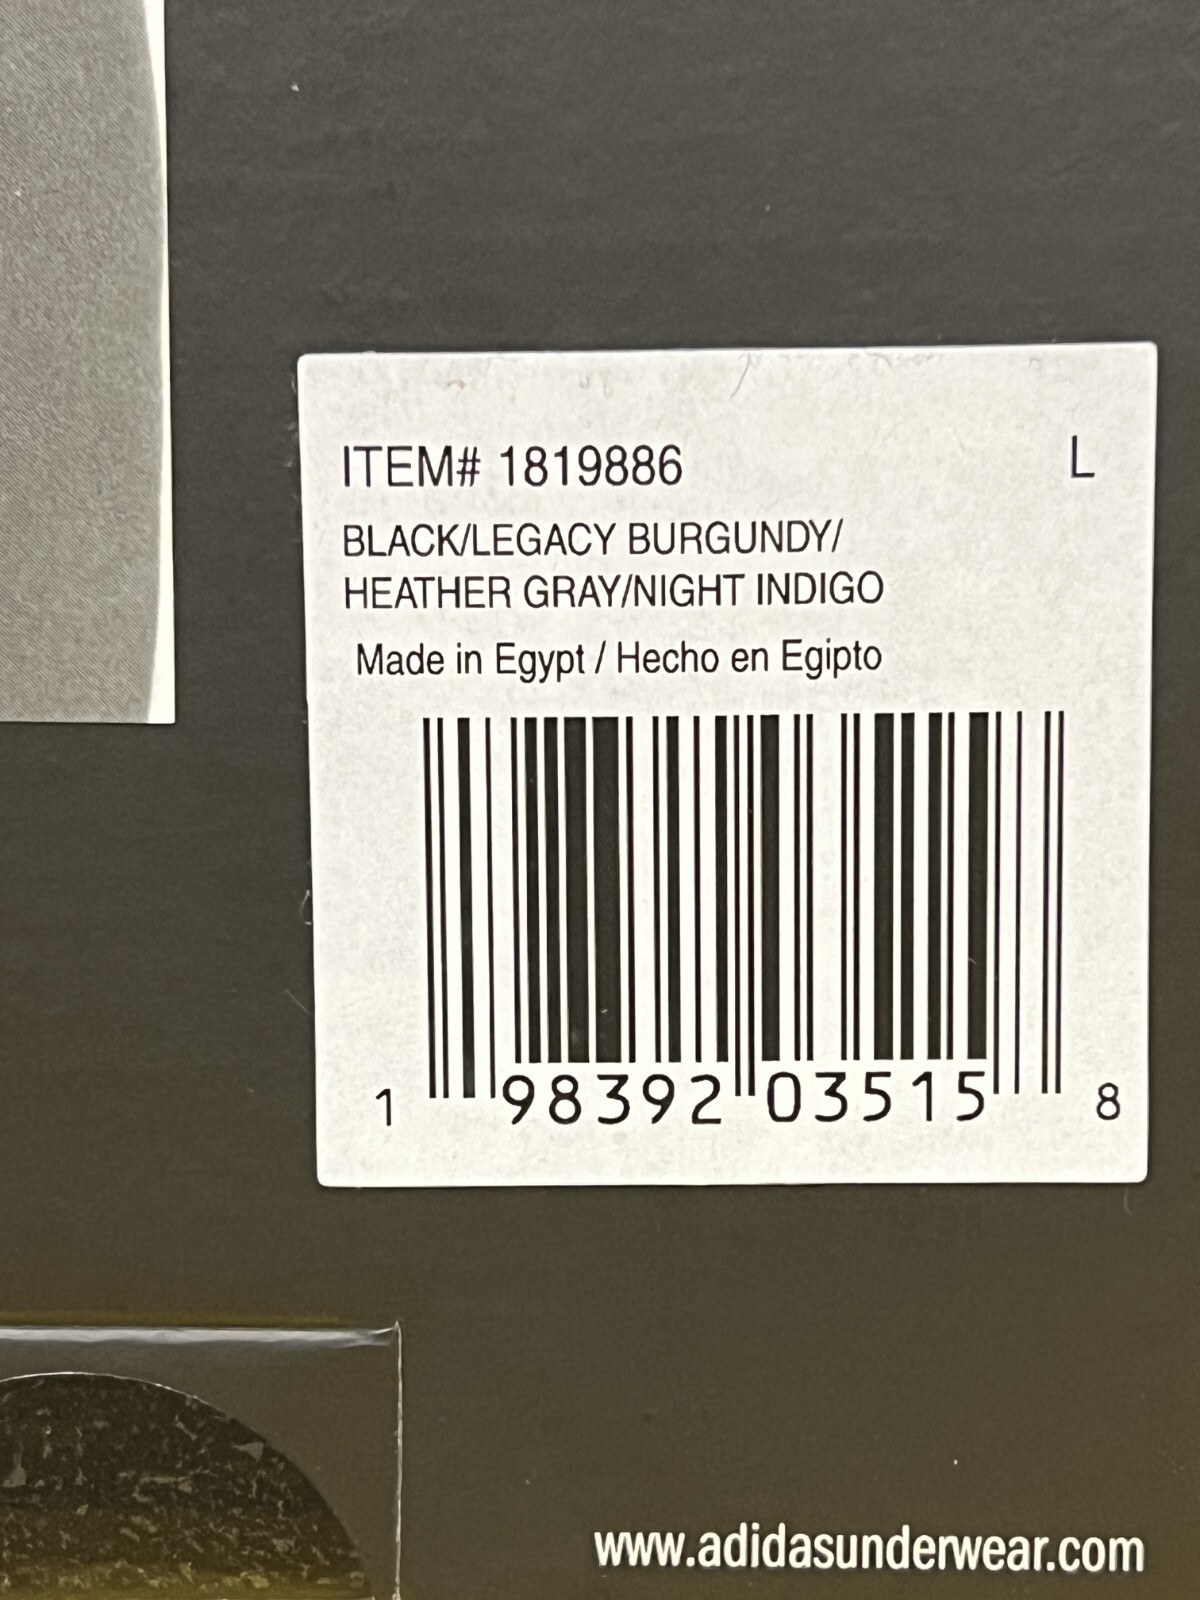 ITEM# 1819886 L
BLACK/LEGACY BURGUNDY/
HEATHER GRAY/NIGHT INDIGO
Made in Egypt / Hecho en Egipto
1 98392 03515 8
www.adidasunderwear.com